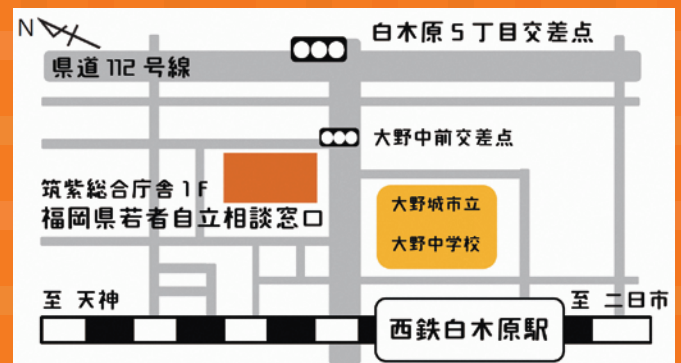 N
白木原5丁目交差点
県道112号線
大野中前交差点
筑紫総合庁舎1F
福岡県若者自立相談窓口
大野城市立
大野中学校
至 天神
至 二日市
西鉄白木原駅